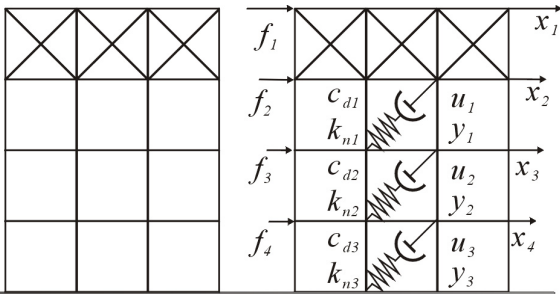 f1 x1
f2 cd1 u1 x2
kn1 y1
f3 cd2 u2 x3
kn2 y2
f4 cd3 u3 x4
kn3 y3